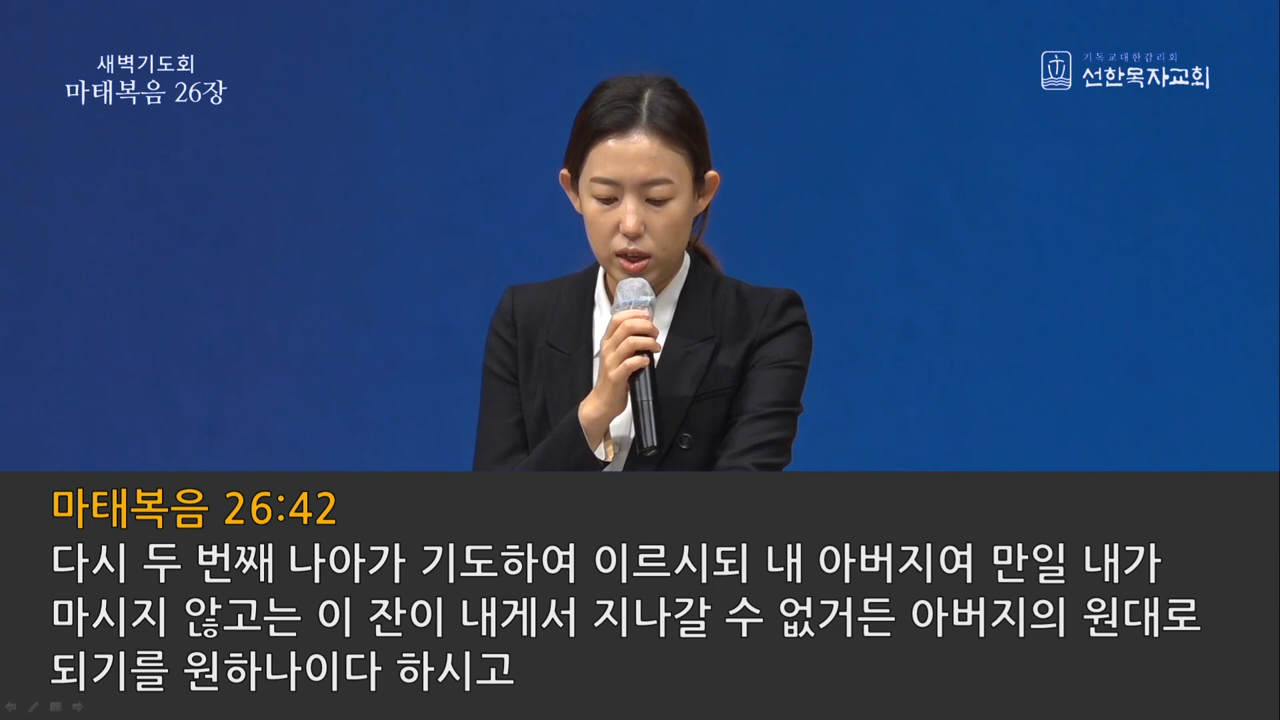 새벽기도회
마태복음 26장
기독교대한감리회
선한목자교회
마태복음 26:42
다시 두 번째 나아가 기도하여 이르시되 내 아버지여 만일 내가
마시지 않고는 이 잔이 내게서 지나갈 수 없거든 아버지의 원대로
되기를 원하나이다 하시고